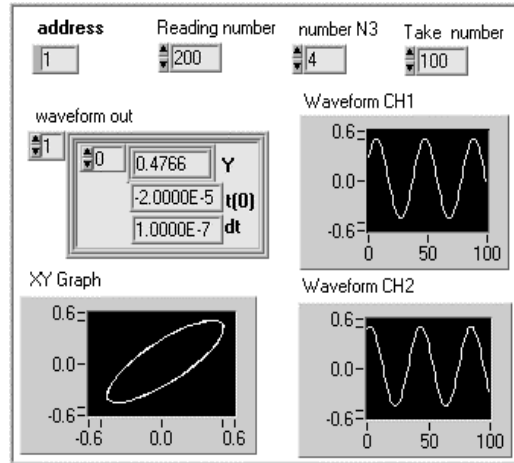 address Reading number number N3 Take number
1 200 4 100
waveform out
1 0 0.4766 Y
-2.0000E-5 t(0)
1.0000E-7 dt
Waveform CH1
0.6
0.0
-0.6
0 50 100
XY Graph
0.6
0.0
-0.6
-0.6 0.0 0.6
Waveform CH2
0.6
0.0
-0.6
0 50 100